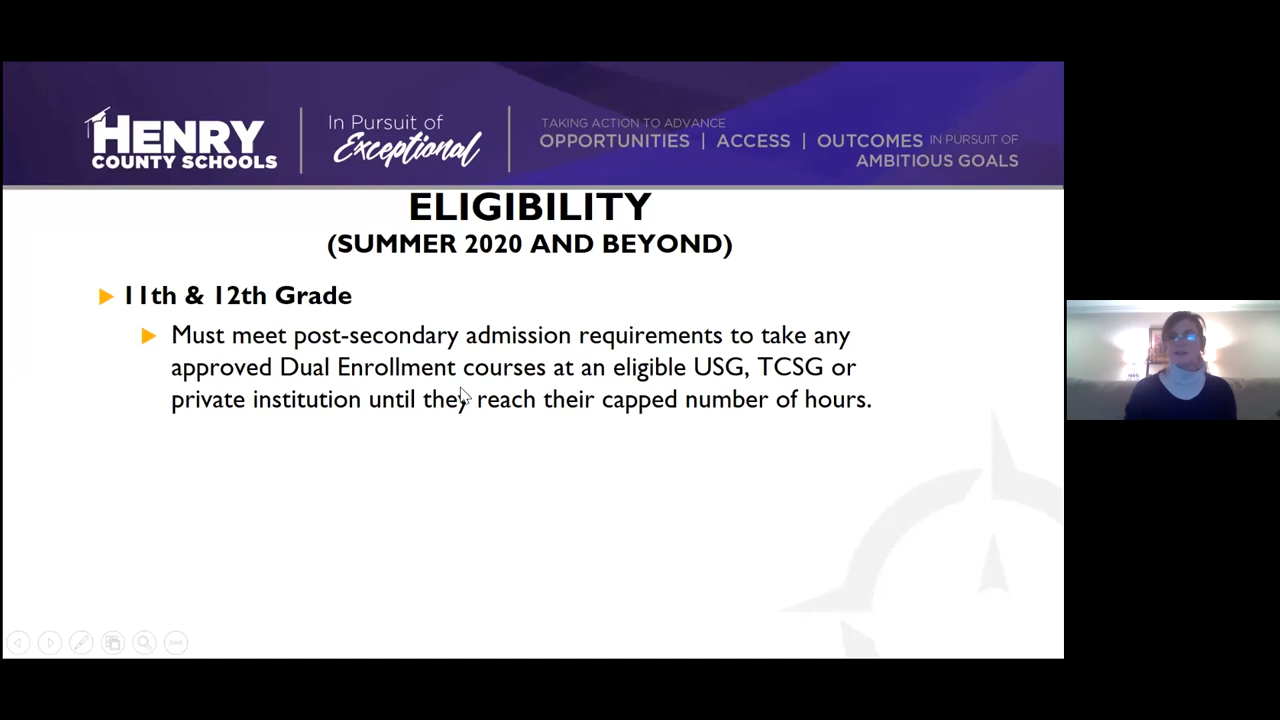 HENRY
COUNTY SCHOOLS
In Pursuit of
Exceptional
TAKING ACTION TO ADVANCE
OPPORTUNITIES | ACCESS | OUTCOMES IN PURSUIT OF
AMBITIOUS GOALS
ELIGIBILITY
(SUMMER 2020 AND BEYOND)
11th & 12th Grade
Must meet post-secondary admission requirements to take any
approved Dual Enrollment courses at an eligible USG, TCSG or
private institution until they reach their capped number of hours.